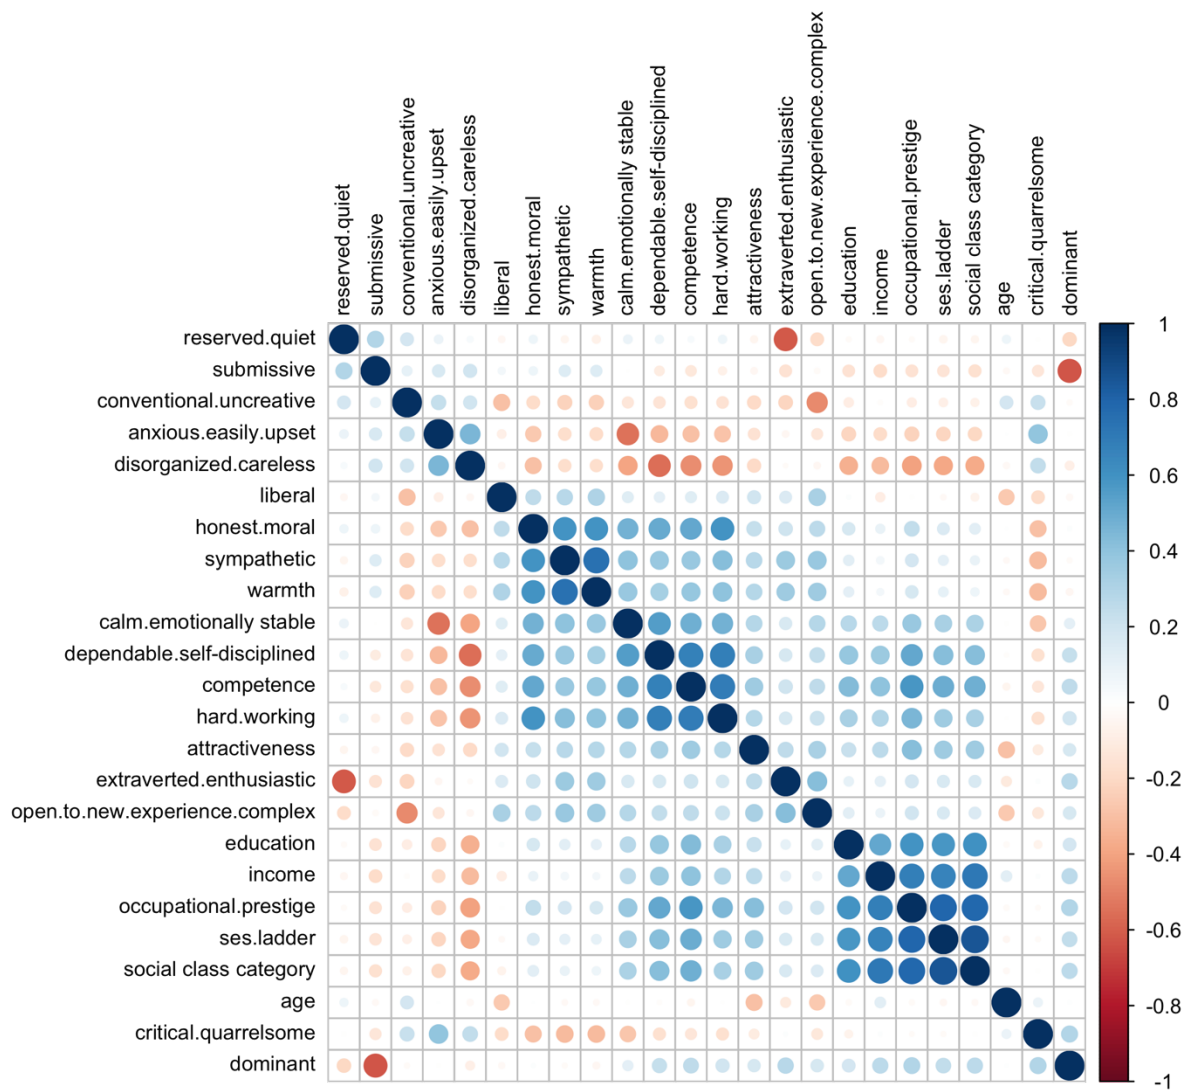 reserved.quiet
submissive
conventional.uncreative
anxious.easily.upset
disorganized.careless
liberal
honest.moral
sympathetic
warmth
calm.emotionally stable
dependable.self-disciplined
competence
hard.working
attractiveness
extraverted.enthusiastic
open.to.new.experience.complex
education
income
occupational.prestige
ses.ladder
social class category
age
critical.quarrelsome
dominant
reserved.quiet
submissive
conventional.uncreative
anxious.easily.upset
disorganized.careless
liberal
honest.moral
sympathetic
warmth
calm.emotionally stable
dependable.self-disciplined
competence
hard.working
attractiveness
extraverted.enthusiastic
open.to.new.experience.complex
education
income
occupational.prestige
ses.ladder
social class category
age
critical.quarrelsome
dominant
1
0.8
0.6
0.4
0.2
0
-0.2
-0.4
-0.6
-0.8
-1